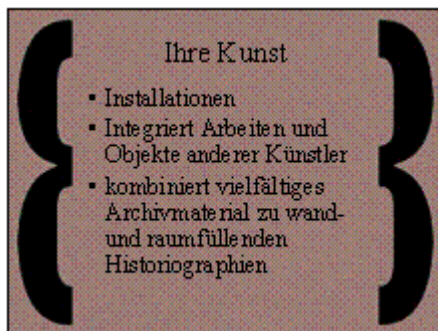 Ihre Kunst
▪ Installationen
▪ Integriert Arbeiten und
Objekte anderer Künstler
▪ kombiniert vielfältiges
Archivmaterial zu wand-
und raumfüllenden
Historiographien